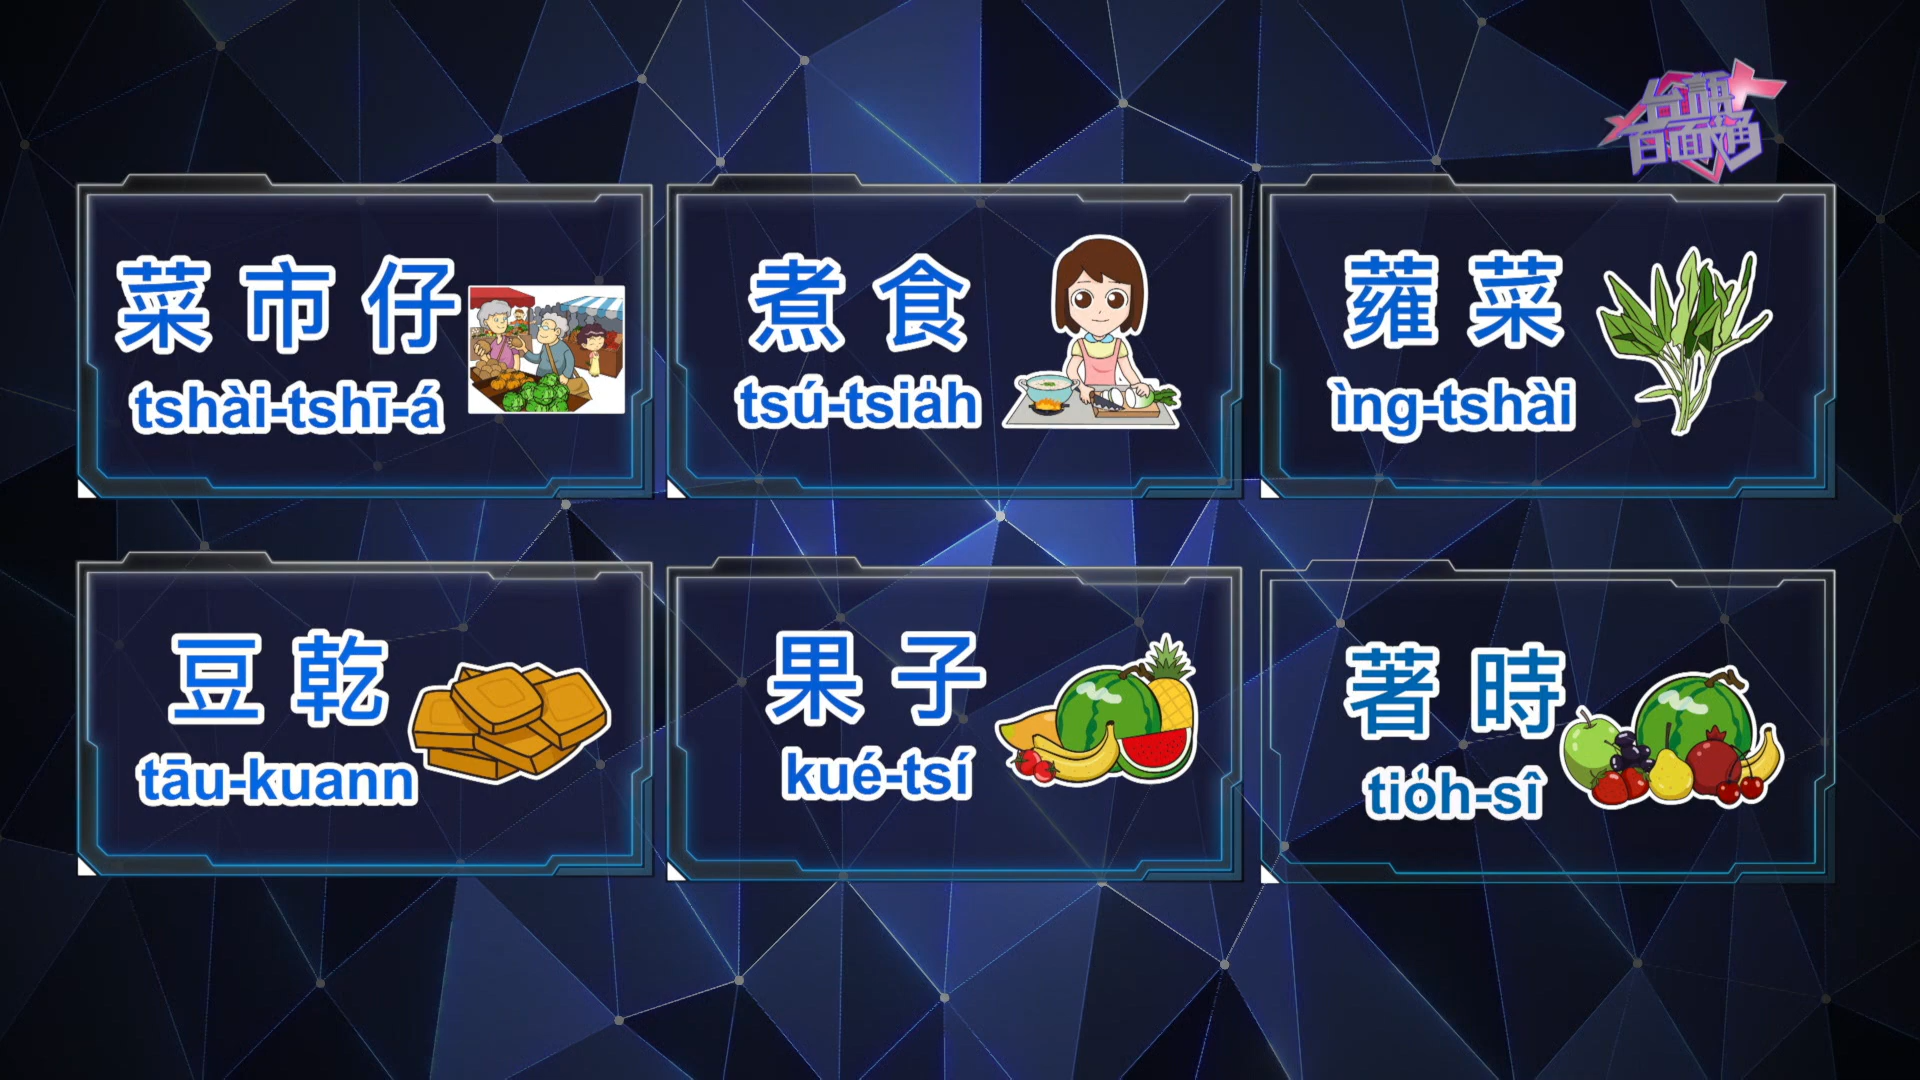 台語
百面通
菜市仔
tshài-tshī-á
煮食
tsú-tsia̍h
蕹菜
ìng-tshài
豆乾
tāu-kuann
果子
kué-tsí
著時
tio̍h-sî